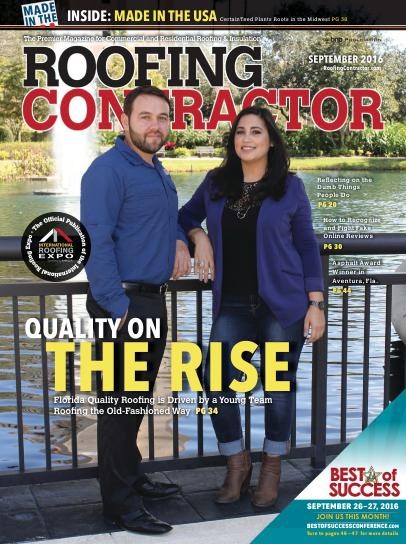 MADE
IN THE
INSIDE: MADE IN THE USA CertainTeed Plants Roots in the Midwest PG 38
The Premier Magazine for Commercial and Residential Roofing & Insulation
ROOFING
CONTRACTOR
SEPTEMBER 2016
RoofingContractor.com
Reflecting on the
Dumb Things
People Do
PG 20
How to Recognize
and Fight Fake
Online Reviews
PG 30
Asphalt Award
Winner in
Aventura, Fla.
PG 44
The Official Publication of the International Roofing Expo
INTERNATIONAL
ROOFING
EXPO
QUALITY ON
THE RISE
Florida Quality Roofing is Driven by a Young Team
Roofing the Old-Fashioned Way PG 34
BEST of
SUCCESS
SEPTEMBER 26–27, 2016
JOIN US THIS MONTH!
BESTOFSUCCESSCONFERENCE.COM
Turn to pages 46–47 for more details